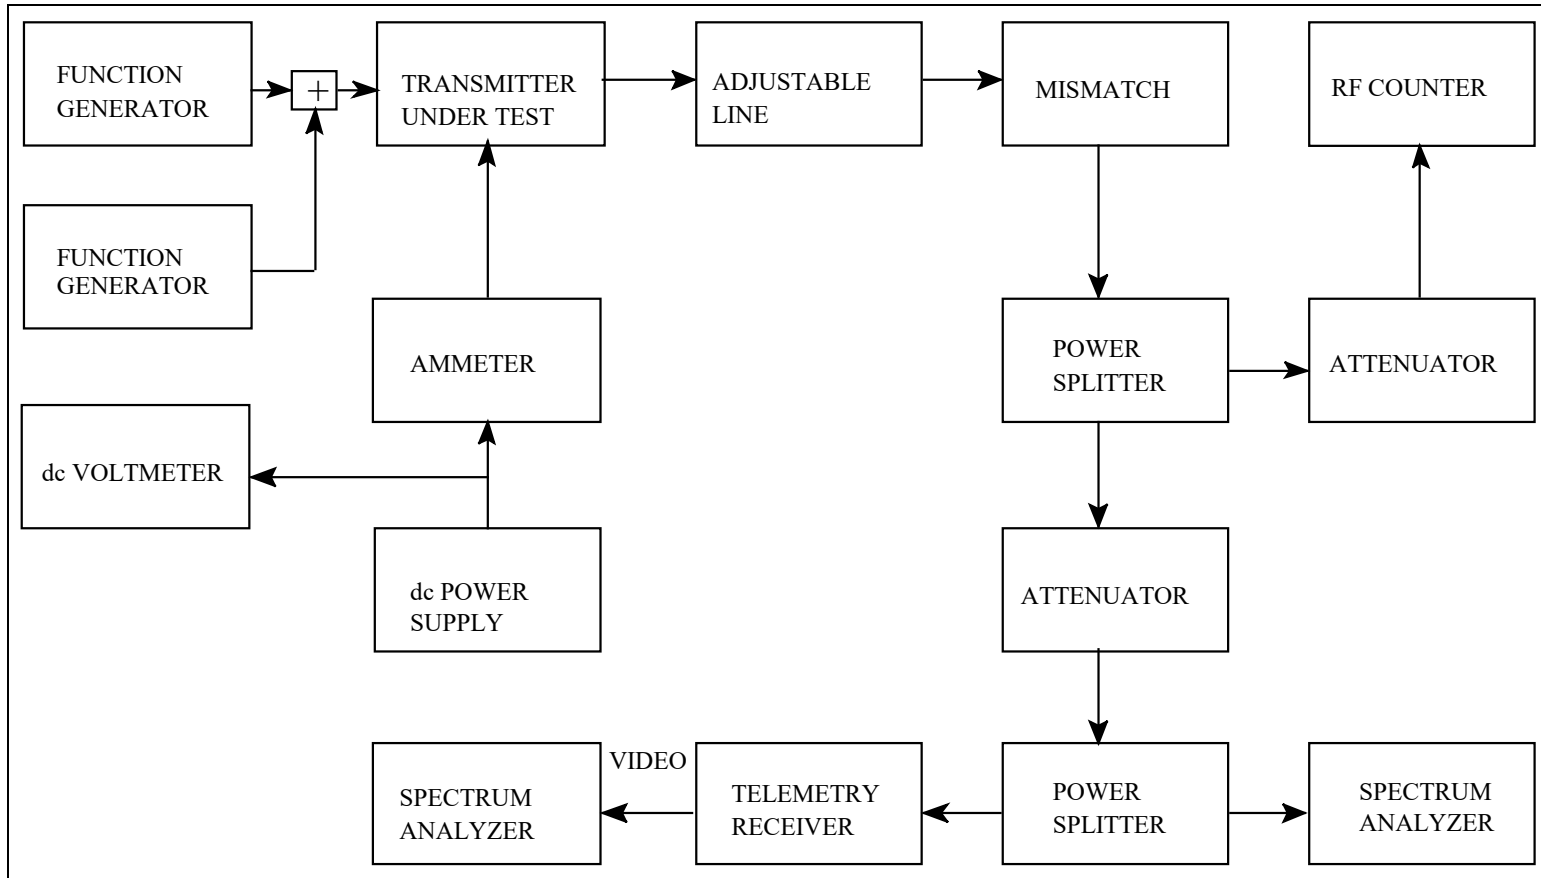 FUNCTION
GENERATOR
+
TRANSMITTER
UNDER TEST
ADJUSTABLE
LINE
MISMATCH
RF COUNTER
FUNCTION
GENERATOR
AMMETER
POWER
SPLITTER
ATTENUATOR
dc VOLTMETER
dc POWER
SUPPLY
ATTENUATOR
SPECTRUM
ANALYZER
VIDEO
TELEMETRY
RECEIVER
POWER
SPLITTER
SPECTRUM
ANALYZER